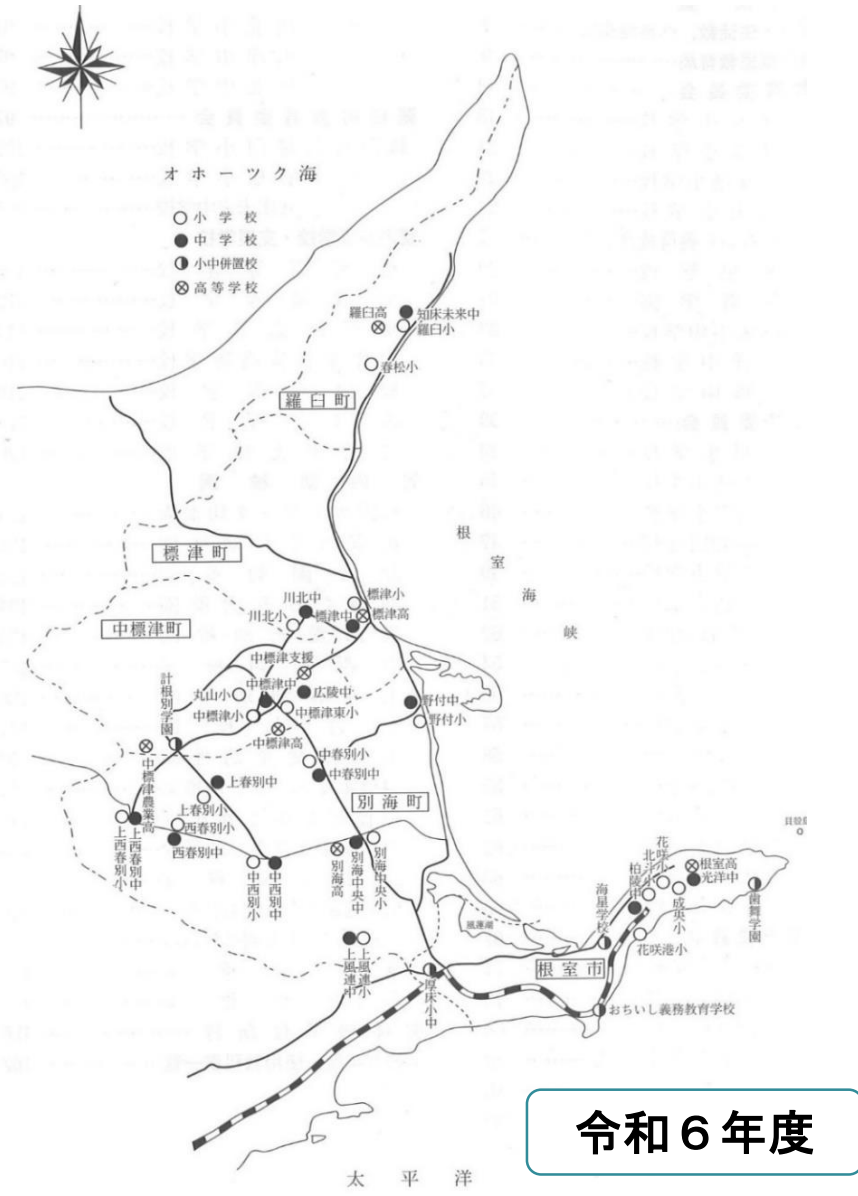 オホーツク海
小学校
中学校
小中併置校
高等学校
羅臼高
知床未来中
羅臼小
春松小
羅臼町
根室海峡
標津町
中標津町
川北中
川北小
標津小
標津中
標津高
中標津支援
計根別学園
丸山小
中標津中
広陵中
中標津小
中標津東小
中標津高
野付中
野付小
中標津農業高
中春別小
中春別中
上春別中
上春別小
別海町
西春別小
西春別中
上西春別小
上西春別中
中西別小
中西別中
別海高
別海中央中
別海中央小
上風連中
上風連小
風蓮湖
厚床小中
根室市
海星学校
柏陵中
北斗小
花咲小
根室高
光洋中
成央小
歯舞学園
花咲港小
おちいし義務教育学校
太平洋
令和6年度